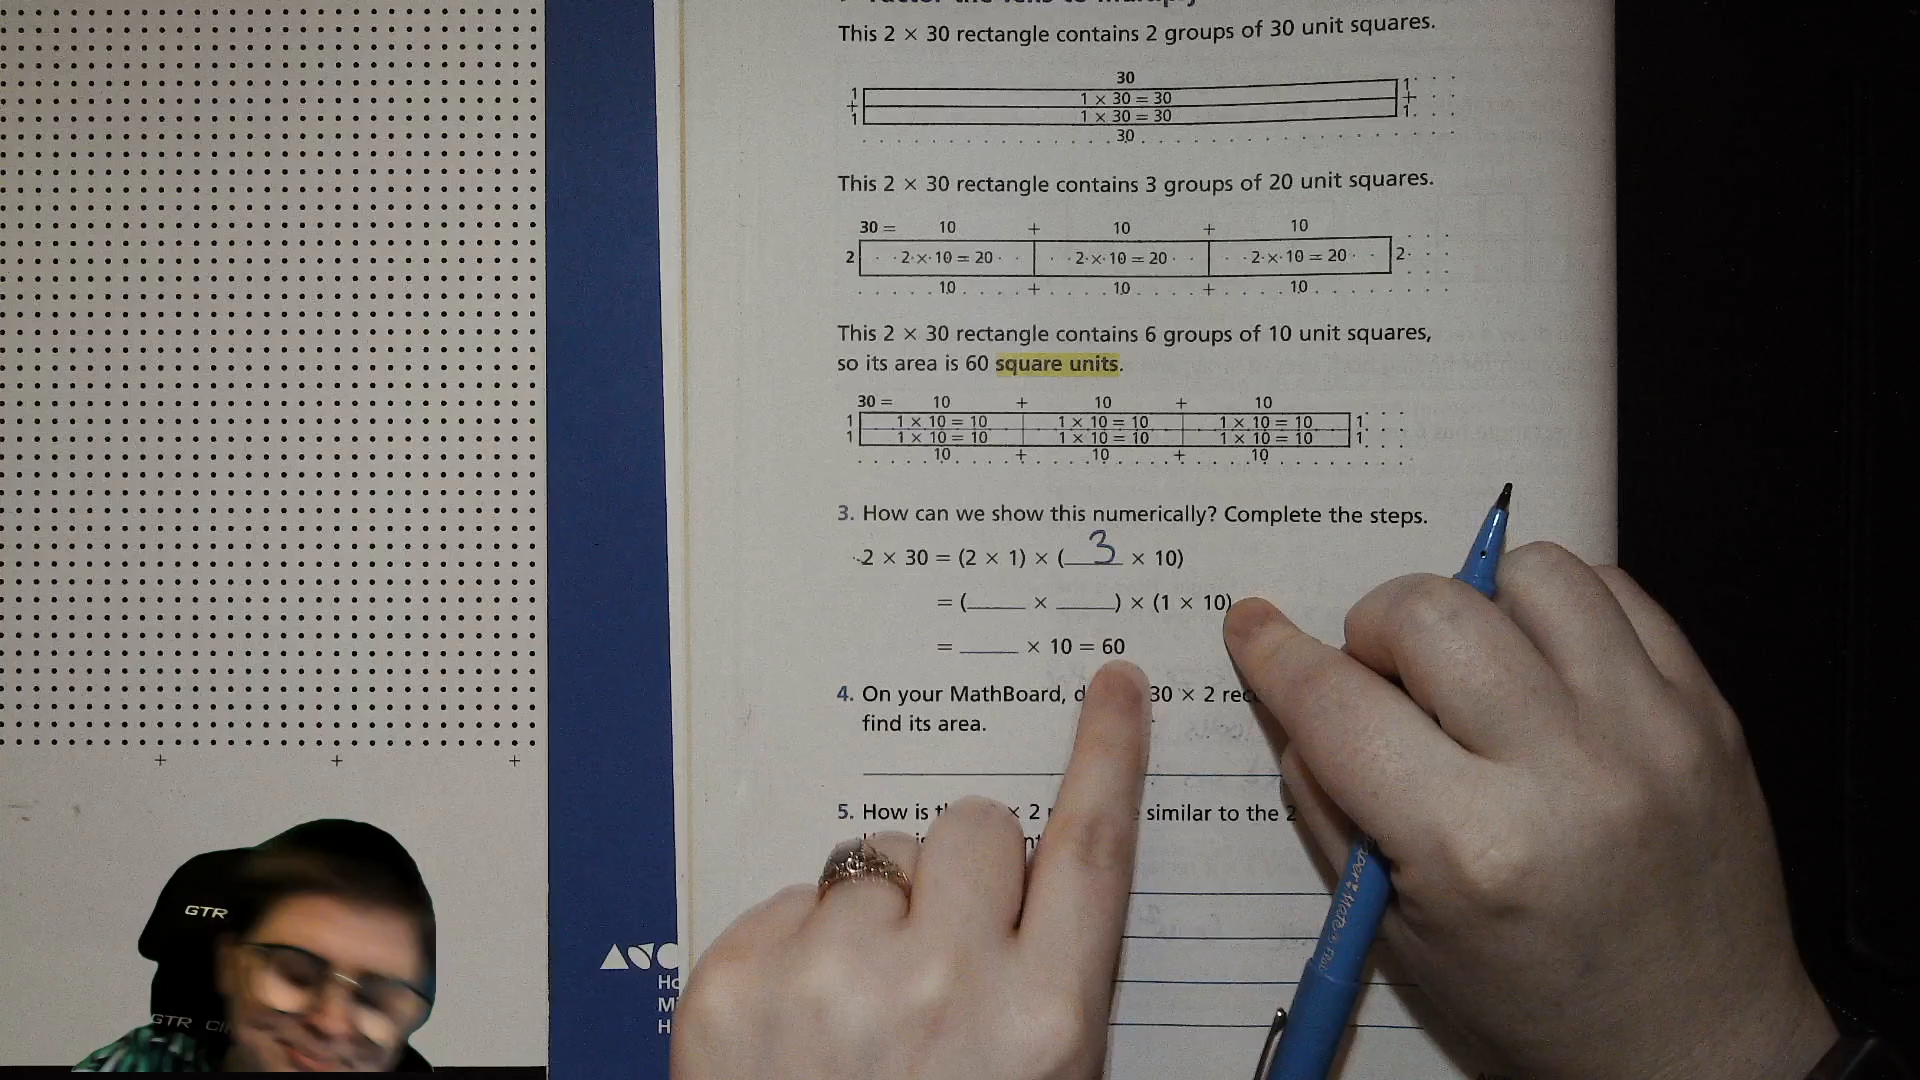 This 2 × 30 rectangle contains 2 groups of 30 unit squares.
30
1 + 1
1 × 30 = 30
1 × 30 = 30
1 + 1
30
This 2 × 30 rectangle contains 3 groups of 20 unit squares.
30 = 10 + 10 + 10
2 2 × 10 = 20 2 × 10 = 20 2 × 10 = 20 2
10 + 10 + 10
This 2 × 30 rectangle contains 6 groups of 10 unit squares,
so its area is 60 square units.
30 = 10 + 10 + 10
1 1 × 10 = 10 1 × 10 = 10 1 × 10 = 10 1
1 1 × 10 = 10 1 × 10 = 10 1 × 10 = 10 1
10 + 10 + 10
3. How can we show this numerically? Complete the steps.
2 × 30 = (2 × 1) × ( 3 × 10)
= (____ × ____) × (1 × 10)
= ____ × 10 = 60
4. On your MathBoard, 30 × 2
find its area.
5. How is × 2 similar to the 2
GTR
GTR